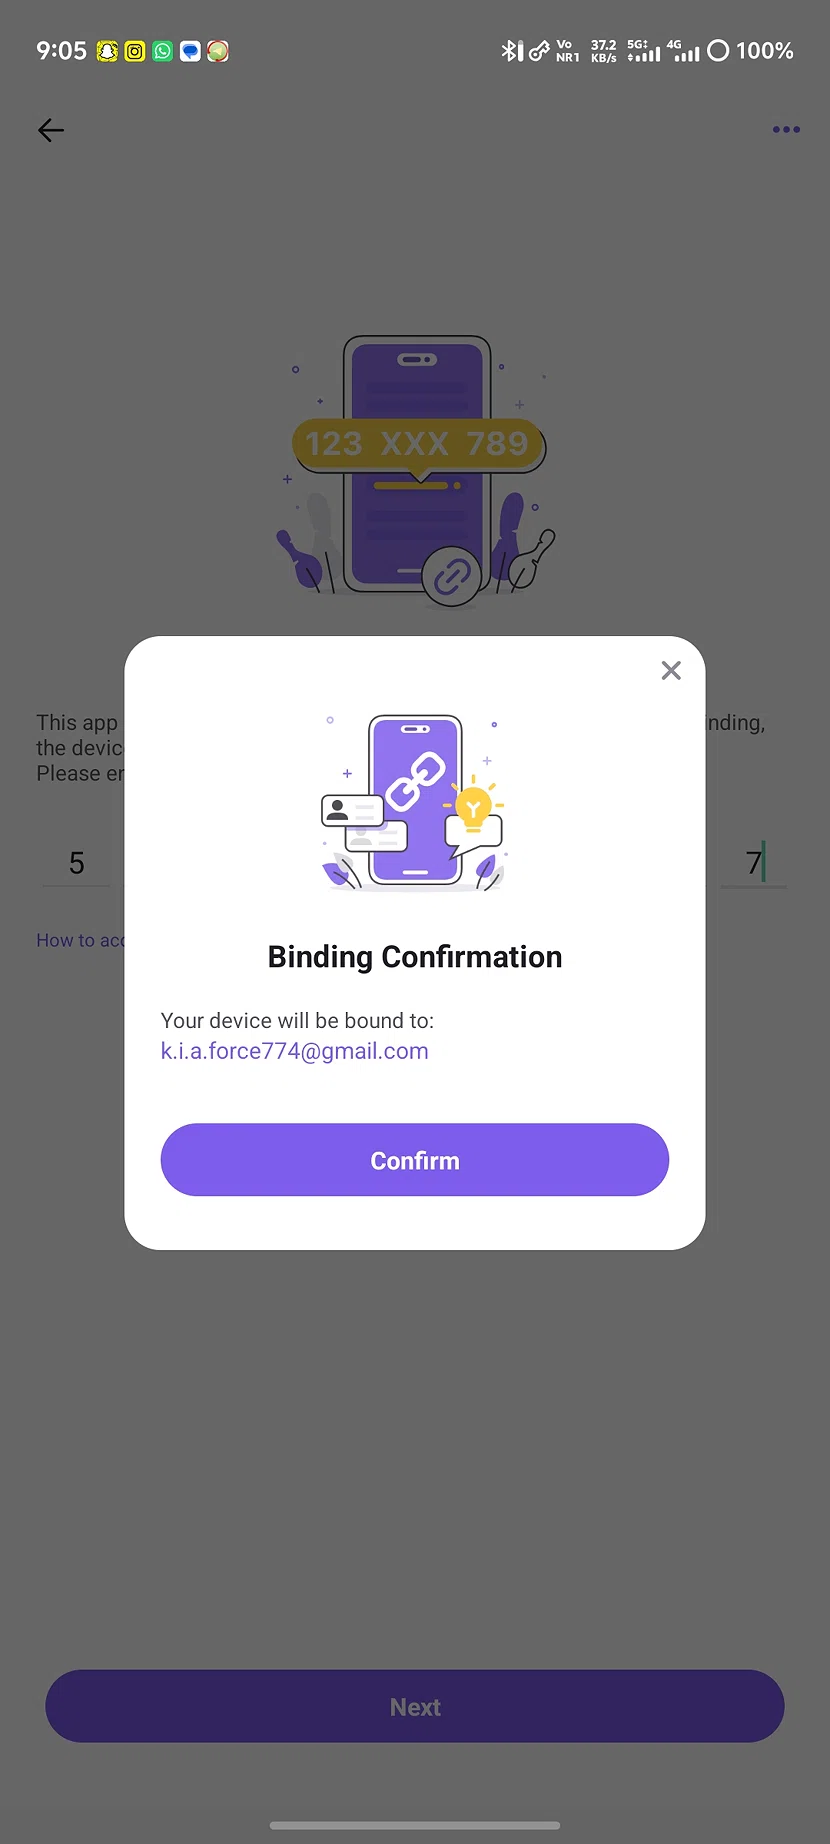 9:05
Vo
NR1
37.2
KB/s
5G
4G
100%
123 XXX 789
This app
inding,
the devic
Please er
5
7
How to acc
Binding Confirmation
Your device will be bound to:
k.i.a.force774@gmail.com
Confirm
Next